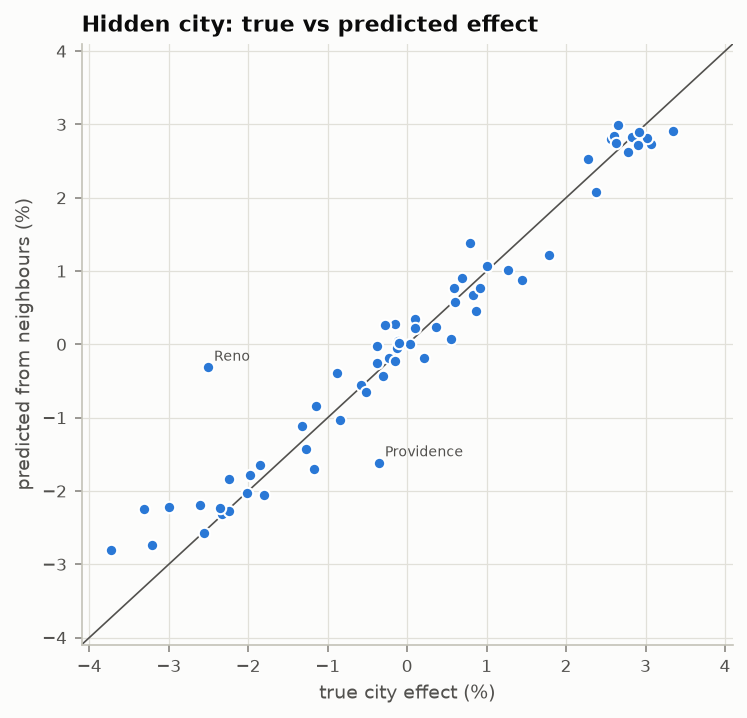 Hidden city: true vs predicted effect
4
3
2
1
0
−1
−2
−3
−4
predicted from neighbours (%)
Reno
Providence
−4 −3 −2 −1 0 1 2 3 4
true city effect (%)